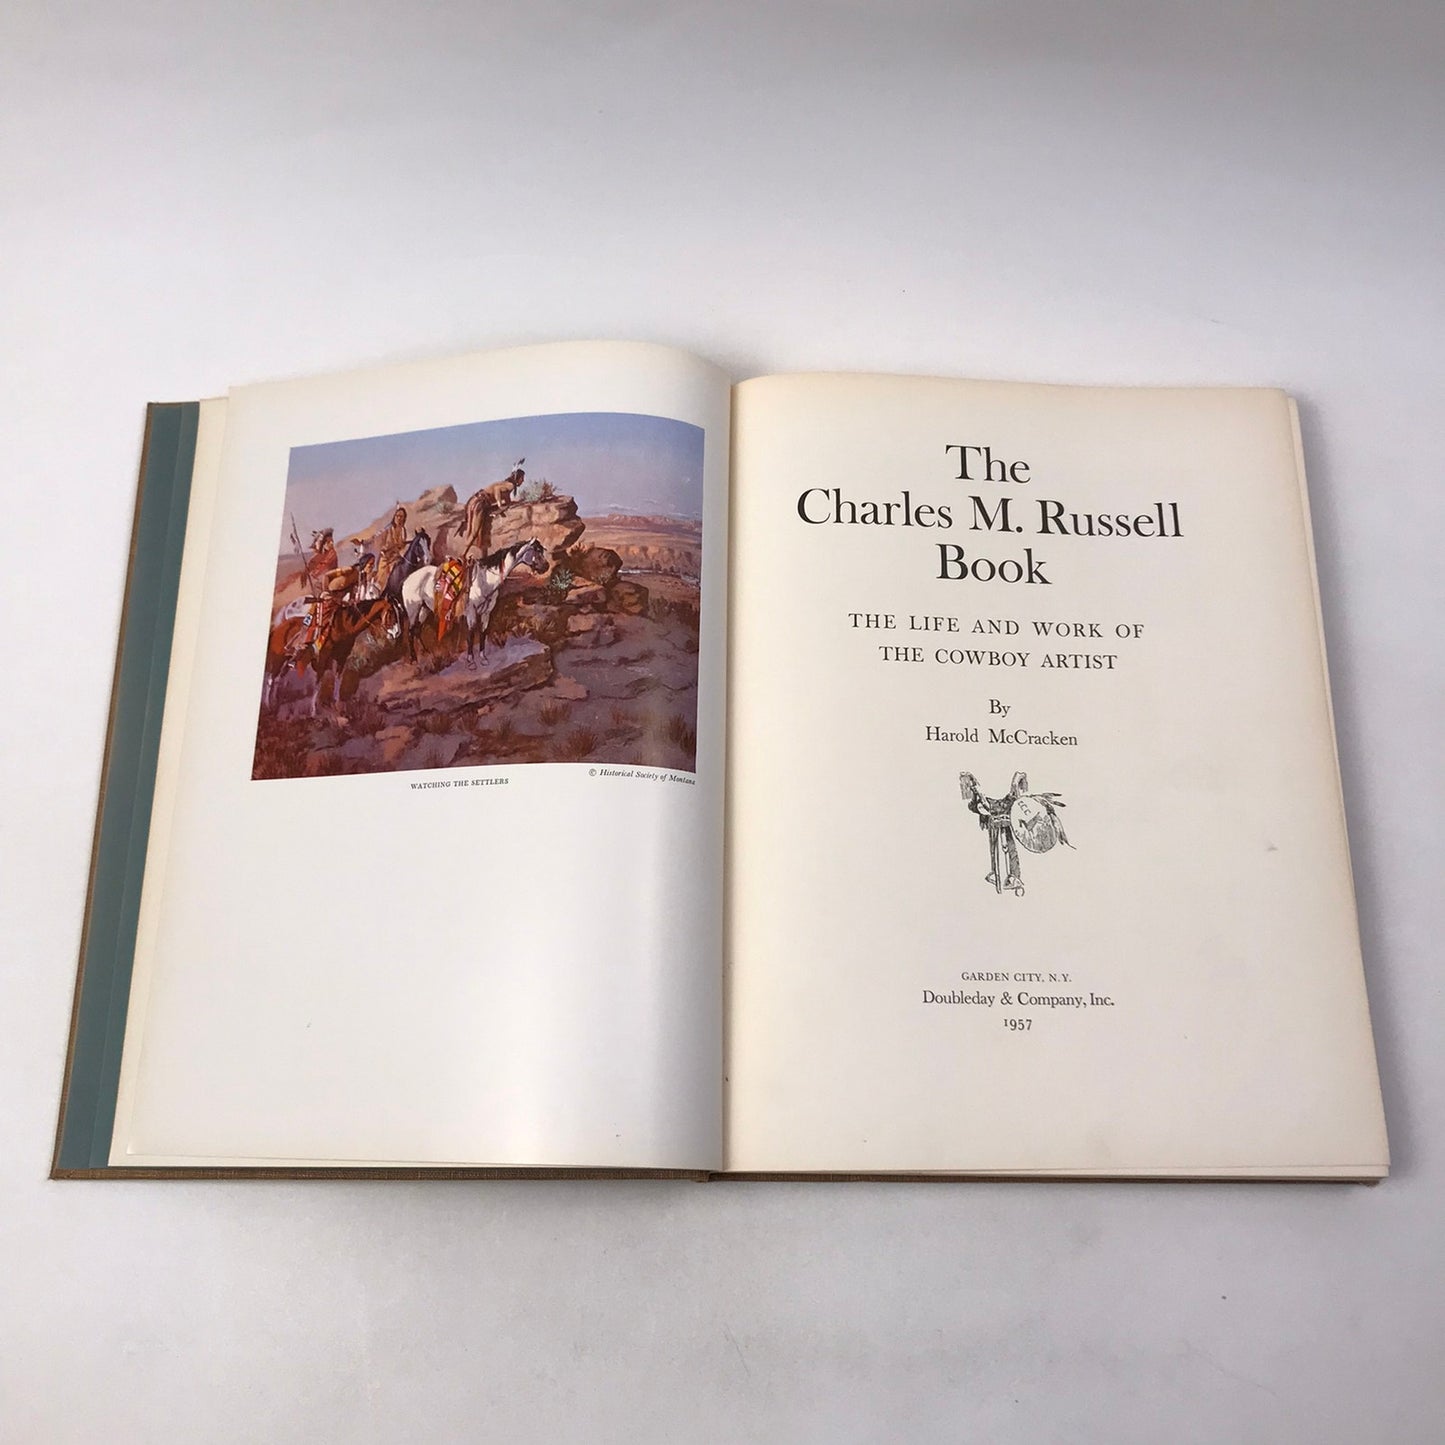 WATCHING THE SETTLERS
© Historical Society of Montana
The
Charles M. Russell
Book
THE LIFE AND WORK OF
THE COWBOY ARTIST
By
Harold McCracken
GARDEN CITY, N.Y.
Doubleday & Company, Inc.
1957